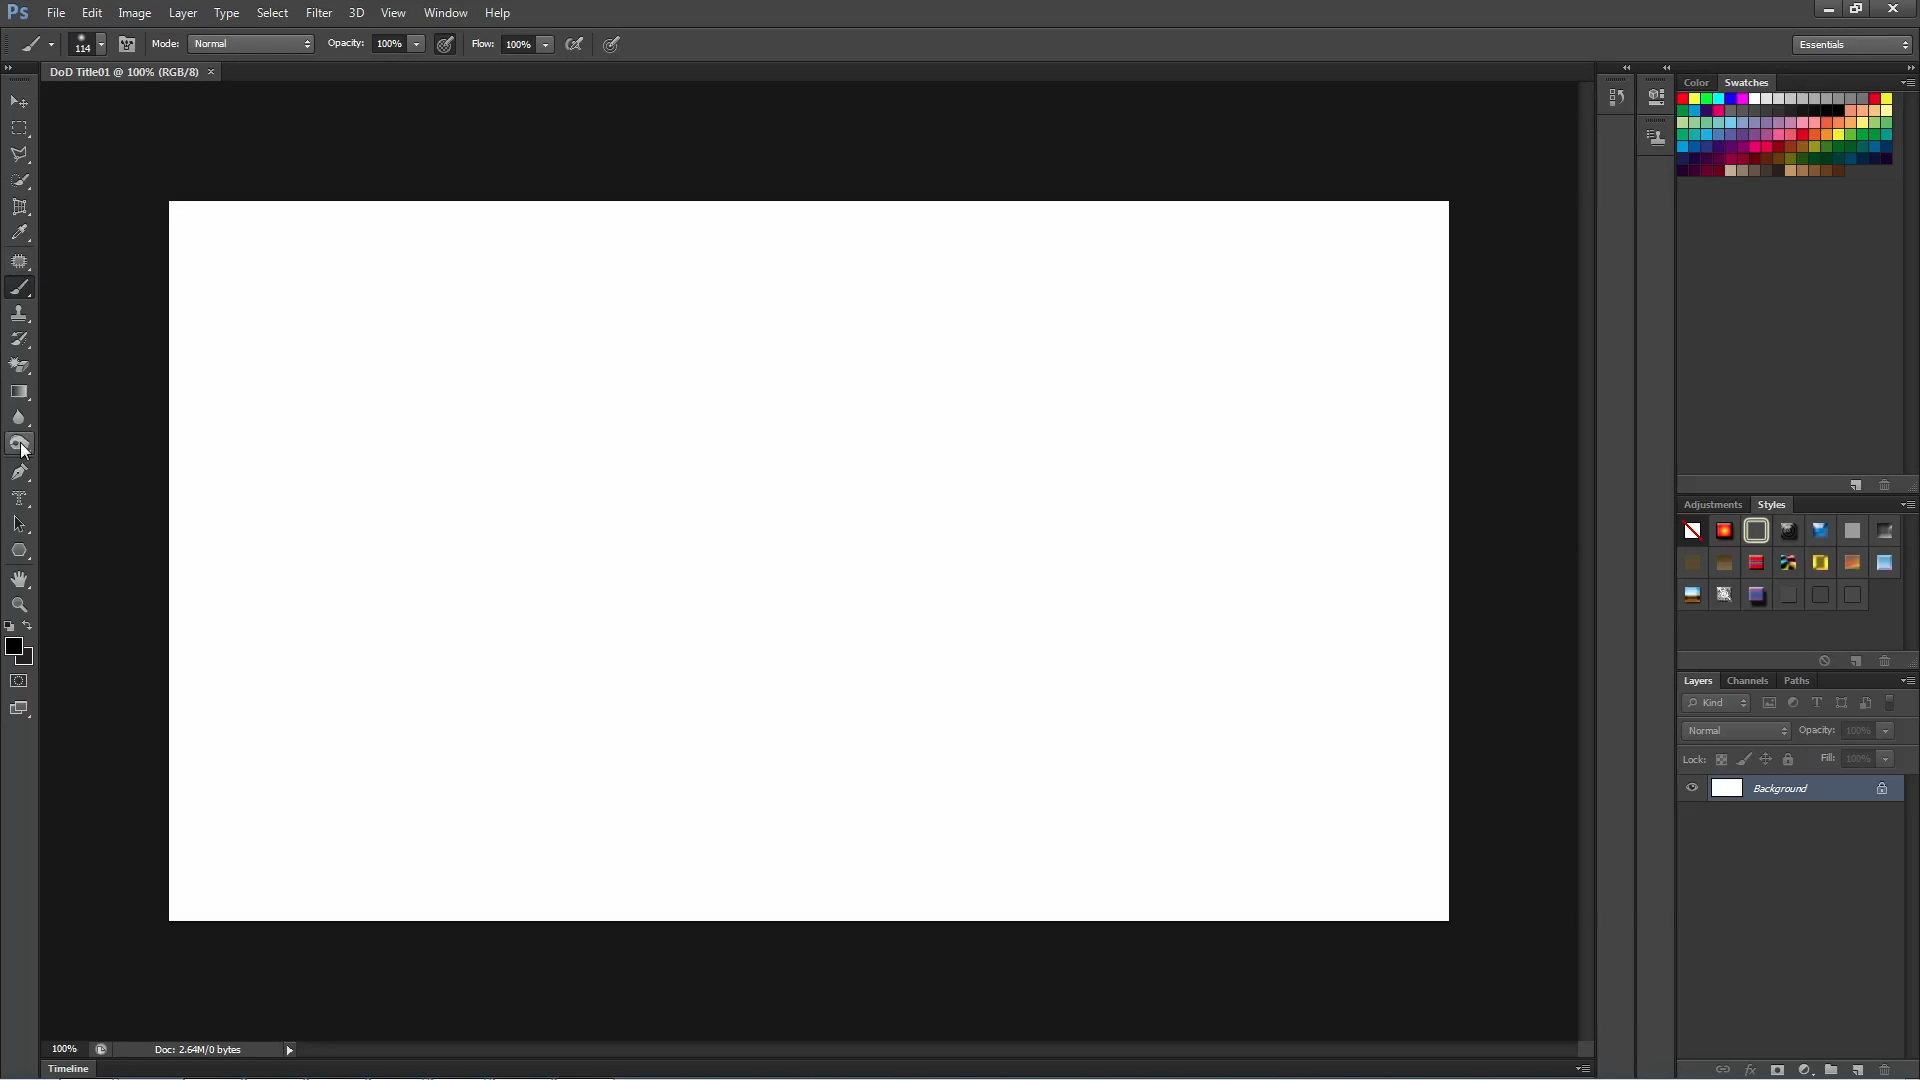 Ps File Edit Image Layer Type Select Filter 3D View Window Help
114 Mode: Normal Opacity: 100% Flow: 100% Essentials
DoD Title01 @ 100% (RGB/8) ×
Color Swatches
Adjustments Styles
Layers Channels Paths
Kind
Normal Opacity: 100%
Lock: Fill: 100%
Background
100% Doc: 2.64M/0 bytes
Timeline